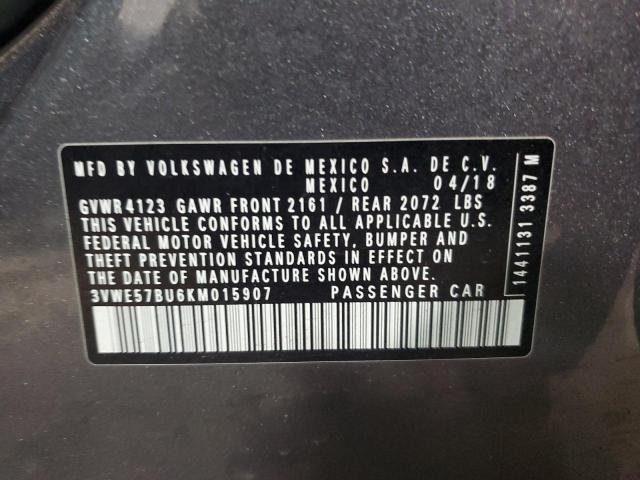 MFD BY VOLKSWAGEN DE MEXICO S.A. DE C.V.
MEXICO 04/18
GVWR 4123 GAWR FRONT 2161 / REAR 2072 LBS
THIS VEHICLE CONFORMS TO ALL APPLICABLE U.S.
FEDERAL MOTOR VEHICLE SAFETY, BUMPER AND
THEFT PREVENTION STANDARDS IN EFFECT ON
THE DATE OF MANUFACTURE SHOWN ABOVE.
3VWE57BU6KM015907 PASSENGER CAR
1441131 3387 M